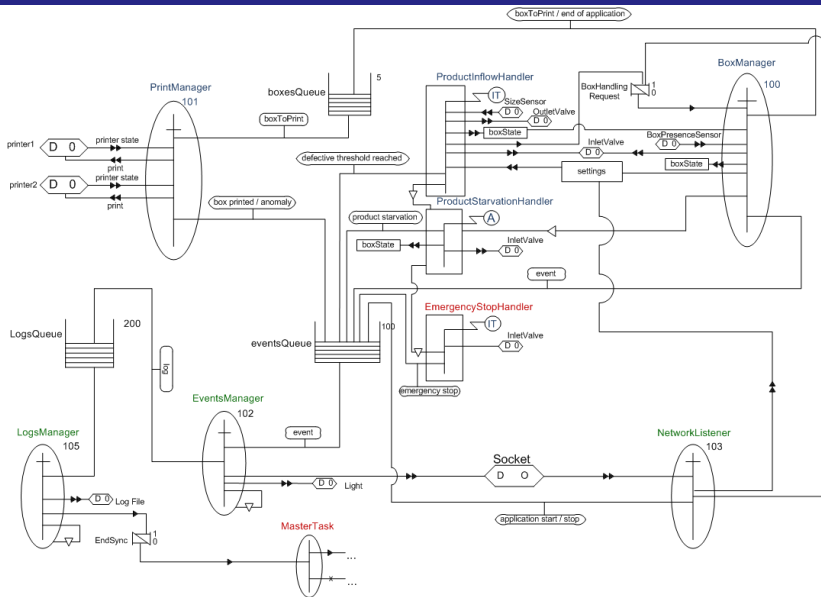 boxToPrint / end of application
PrintManager
101
boxesQueue
5
ProductInflowHandler
IT
SizeSensor
D 0
OutletValve
D 0
boxState
BoxHandling
Request
1
0
BoxManager
100
boxToPrint
printer1
D 0
printer state
print
printer2
D 0
printer state
print
defective threshold reached
InletValve
D 0
BoxPresenceSensor
D 0
boxState
settings
box printed / anomaly
ProductStarvationHandler
product starvation
A
boxState
InletValve
D 0
event
LogsQueue
200
eventsQueue
100
EmergencyStopHandler
IT
InletValve
D 0
emergency stop
log
EventsManager
102
event
LogsManager
105
D 0
Log File
D 0
Light
Socket
D O
NetworkListener
103
application start / stop
EndSync
1
0
MasterTask
...
...